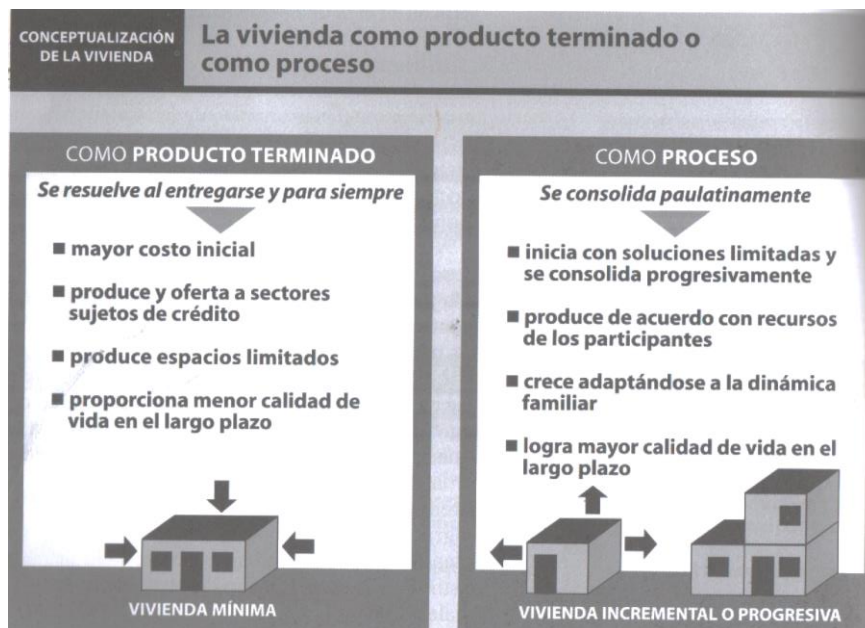 CONCEPTUALIZACIÓN
DE LA VIVIENDA
La vivienda como producto terminado o
como proceso
COMO PRODUCTO TERMINADO
Se resuelve al entregarse y para siempre
■ mayor costo inicial
■ produce y oferta a sectores
sujetos de crédito
■ produce espacios limitados
■ proporciona menor calidad de
vida en el largo plazo
VIVIENDA MÍNIMA
COMO PROCESO
Se consolida paulatinamente
■ inicia con soluciones limitadas y
se consolida progresivamente
■ produce de acuerdo con recursos
de los participantes
■ crece adaptándose a la dinámica
familiar
■ logra mayor calidad de vida en el
largo plazo
VIVIENDA INCREMENTAL O PROGRESIVA